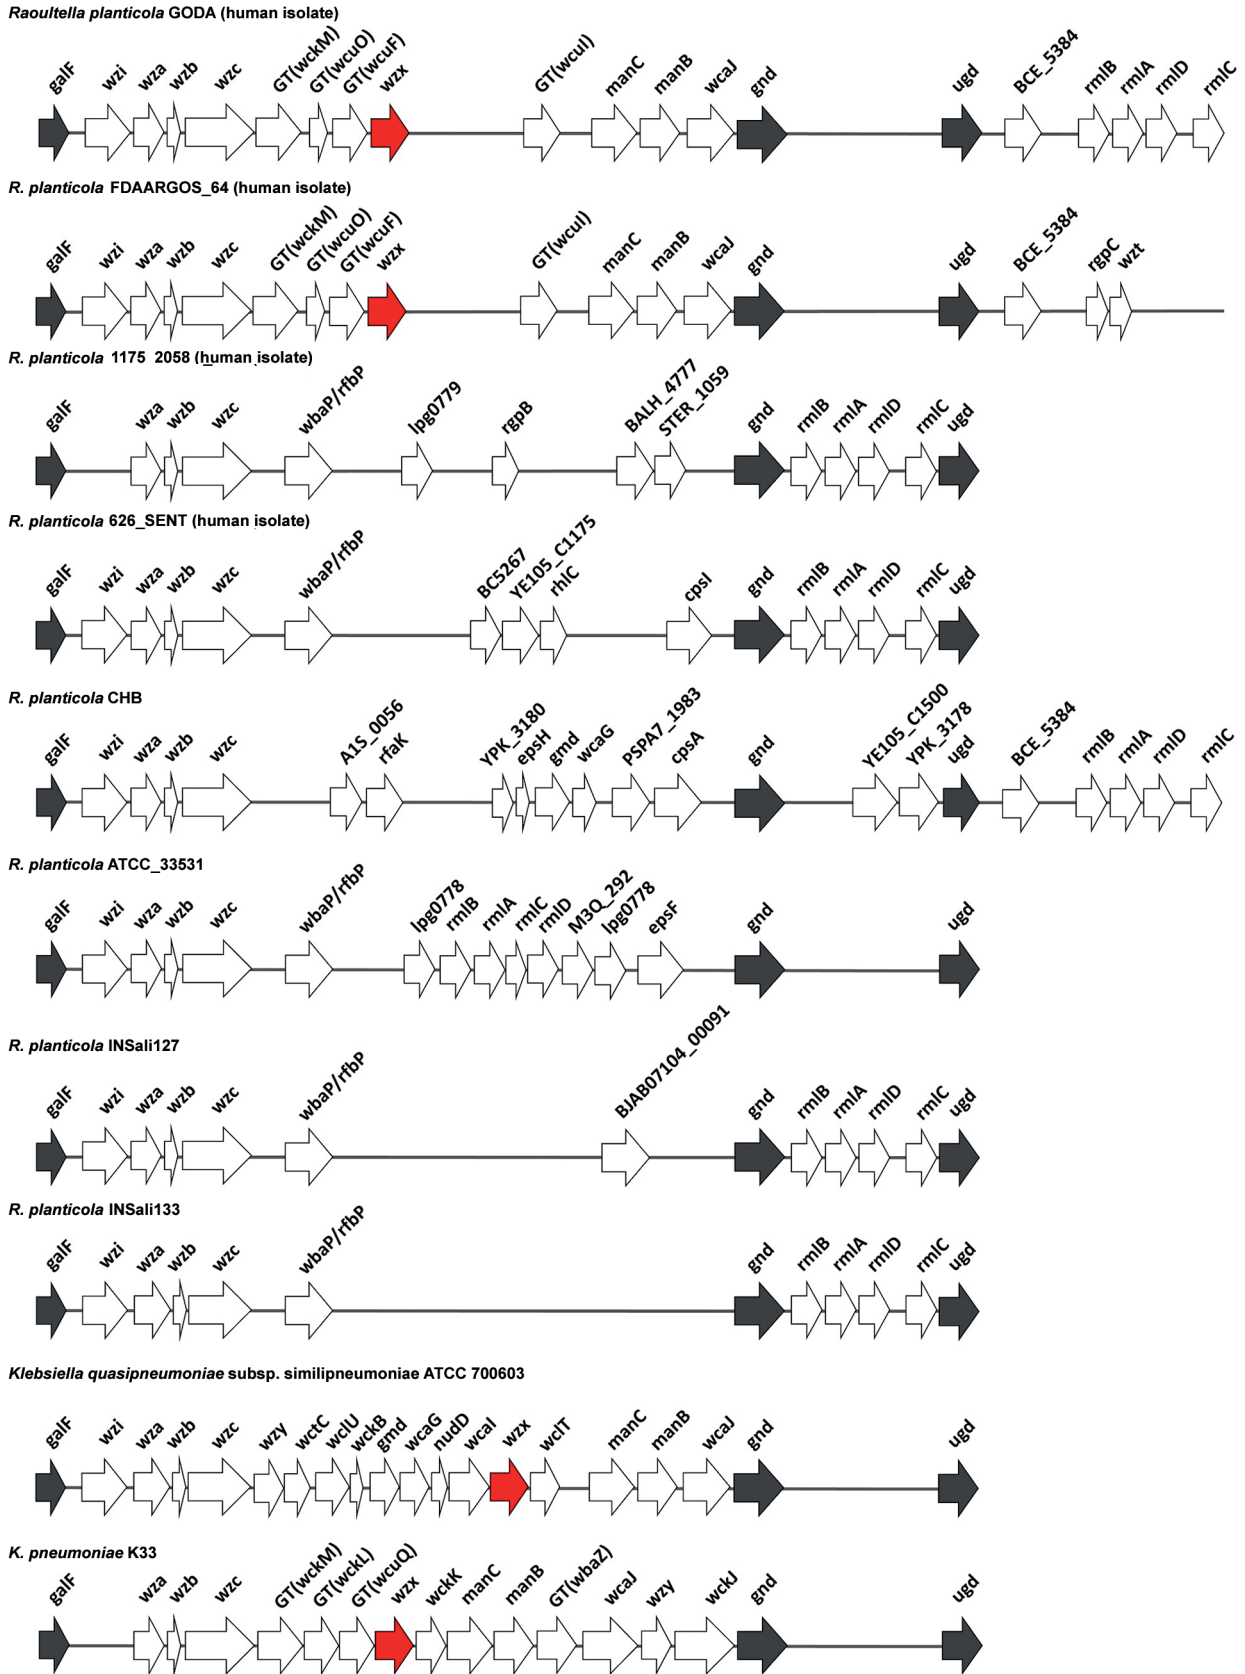 Raoultella planticola GODA (human isolate)
galF wzi wza wzb wzc GT(wckM) GT(wcuO) GT(wcuF) wzx GT(wcuI) manC manB wcaJ gnd ugd BCE_5384 rmlB rmlA rmlD rmlC
R. planticola FDAARGOS_64 (human isolate)
galF wzi wza wzb wzc GT(wckM) GT(wcuO) GT(wcuF) wzx GT(wcuI) manC manB wcaJ gnd ugd BCE_5384 rgpC wzt
R. planticola 1175_2058 (human isolate)
galF wza wzb wzc wbaP/rfbP lpg0779 rgpB BALH_4777 STER_1059 gnd rmlB rmlA rmlD rmlC ugd
R. planticola 626_SENT (human isolate)
galF wzi wza wzb wzc wbaP/rfbP BC5267 YE105_C1175 rhlC cpsI gnd rmlB rmlA rmlD rmlC ugd
R. planticola CHB
galF wzi wza wzb wzc A1S_0056 rfaK YPK_3180 epsH gmd wcaG PSPA7_1983 cpsA gnd YE105_C1500 YPK_3178 ugd BCE_5384 rmlB rmlA rmlD rmlC
R. planticola ATCC_33531
galF wzi wza wzb wzc wbaP/rfbP lpg0778 rmlB rmlA rmlC rmlD M3Q_292 lpg0778 epsF gnd ugd
R. planticola INSali127
galF wzi wza wzb wzc wbaP/rfbP BJAB07104_00091 gnd rmlB rmlA rmlD rmlC ugd
R. planticola INSali133
galF wzi wza wzb wzc wbaP/rfbP gnd rmlB rmlA rmlD rmlC ugd
Klebsiella quasipneumoniae subsp. similipneumoniae ATCC 700603
galF wzi wza wzb wzc wzy wctC wclU wckB gmd wcaG nudD wcaI wzx wclT manC manB wcaJ gnd ugd
K. pneumoniae K33
galF wza wzb wzc GT(wckM) GT(wckL) GT(wcuQ) wzx wckK manC manB GT(wbaZ) wcaJ wzy wckJ gnd ugd